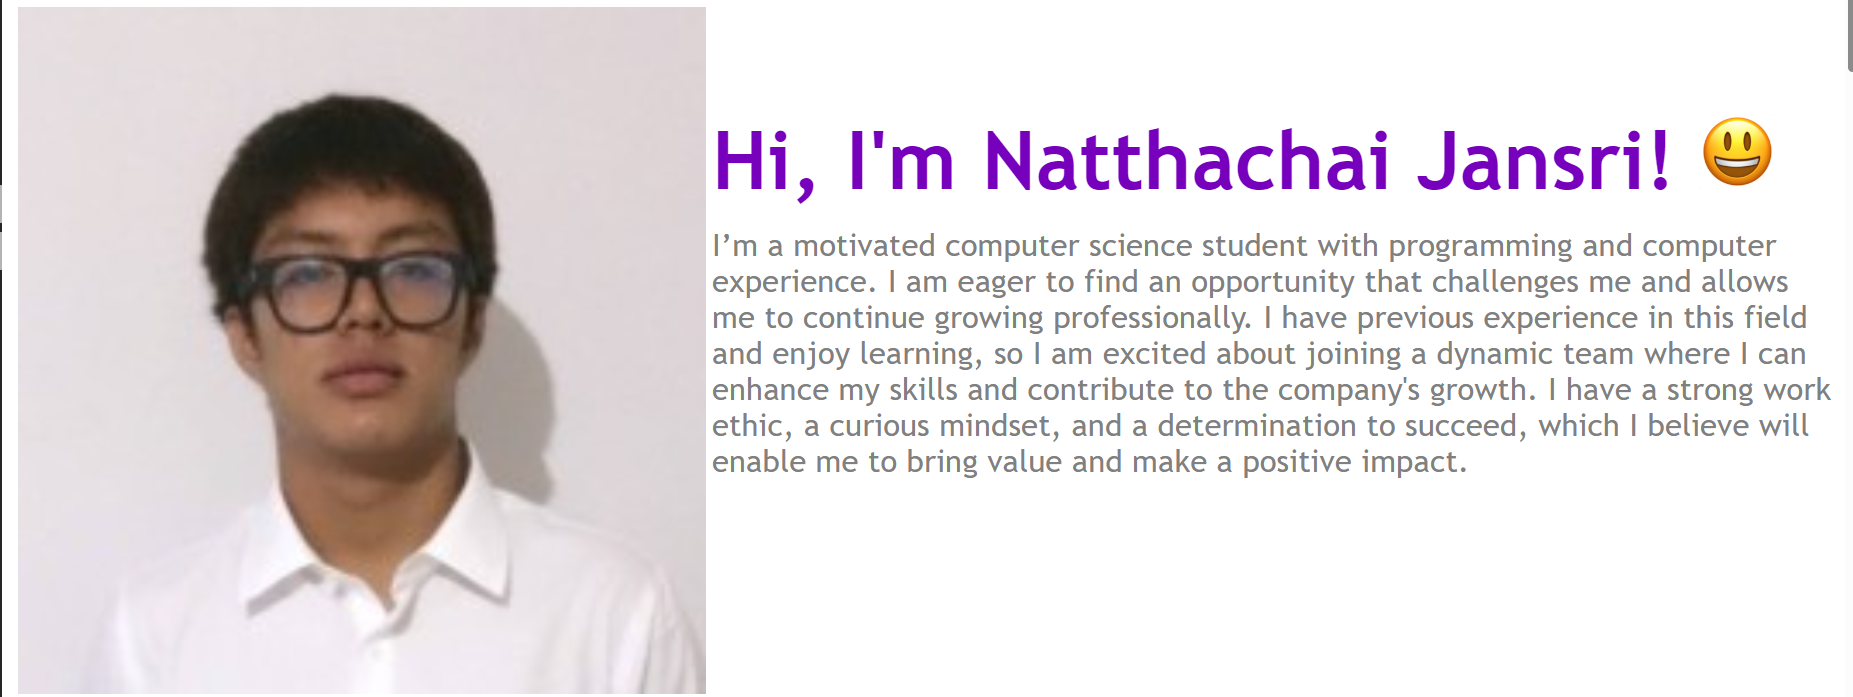 Hi, I'm Natthachai Jansri! 😃
I’m a motivated computer science student with programming and computer
experience. I am eager to find an opportunity that challenges me and allows
me to continue growing professionally. I have previous experience in this field
and enjoy learning, so I am excited about joining a dynamic team where I can
enhance my skills and contribute to the company's growth. I have a strong work
ethic, a curious mindset, and a determination to succeed, which I believe will
enable me to bring value and make a positive impact.